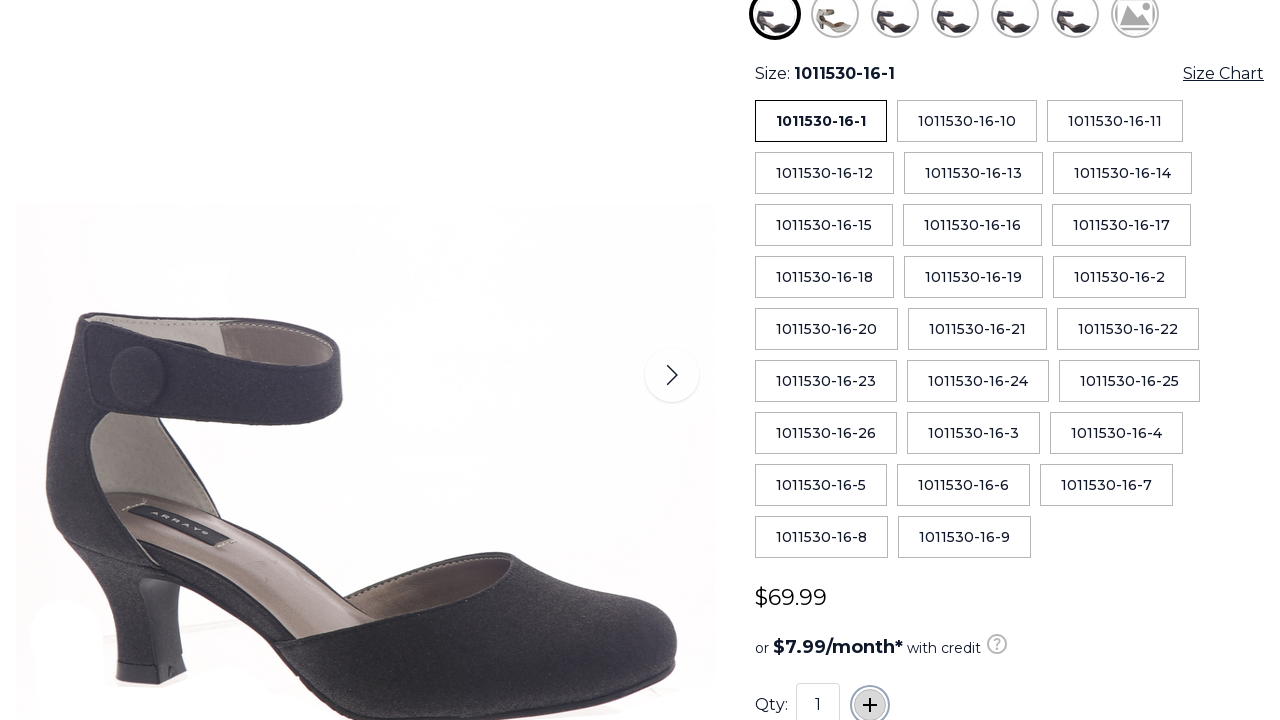 Size: 1011530-16-1 Size Chart
1011530-16-1 1011530-16-10 1011530-16-11
1011530-16-12 1011530-16-13 1011530-16-14
1011530-16-15 1011530-16-16 1011530-16-17
1011530-16-18 1011530-16-19 1011530-16-2
1011530-16-20 1011530-16-21 1011530-16-22
1011530-16-23 1011530-16-24 1011530-16-25
1011530-16-26 1011530-16-3 1011530-16-4
1011530-16-5 1011530-16-6 1011530-16-7
1011530-16-8 1011530-16-9
ARRAYS
$69.99
or $7.99/month* with credit ?
Qty: 1 +